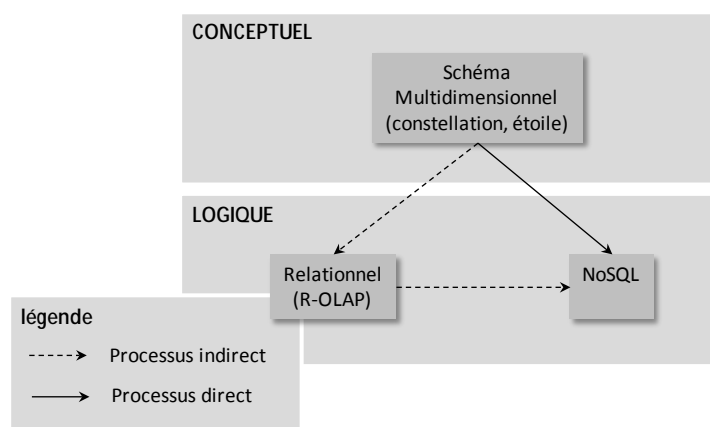 CONCEPTUEL
Schéma
Multidimensionnel
(constellation, étoile)
LOGIQUE
Relationnel
(R-OLAP)
NoSQL
légende
Processus indirect
Processus direct